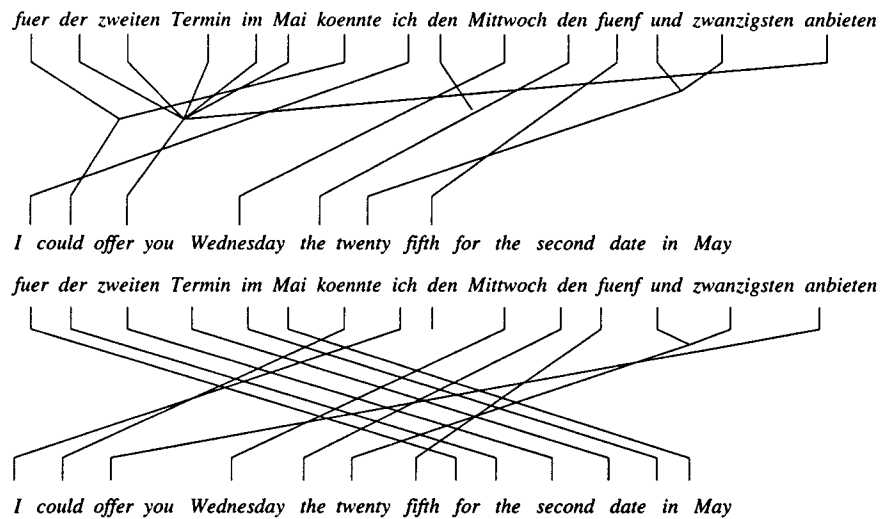 fuer der zweiten Termin im Mai koennte ich den Mittwoch den fuenf und zwanzigsten anbieten
I could offer you Wednesday the twenty fifth for the second date in May
fuer der zweiten Termin im Mai koennte ich den Mittwoch den fuenf und zwanzigsten anbieten
I could offer you Wednesday the twenty fifth for the second date in May